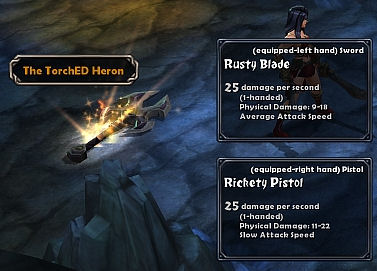 The TorchED Heron
(equipped-left hand) Sword
Rusty Blade
25 damage per second
(1-handed)
Physical Damage: 9-18
Average Attack Speed
(equipped-right hand) Pistol
Rickety Pistol
25 damage per second
(1-handed)
Physical Damage: 11-22
Slow Attack Speed